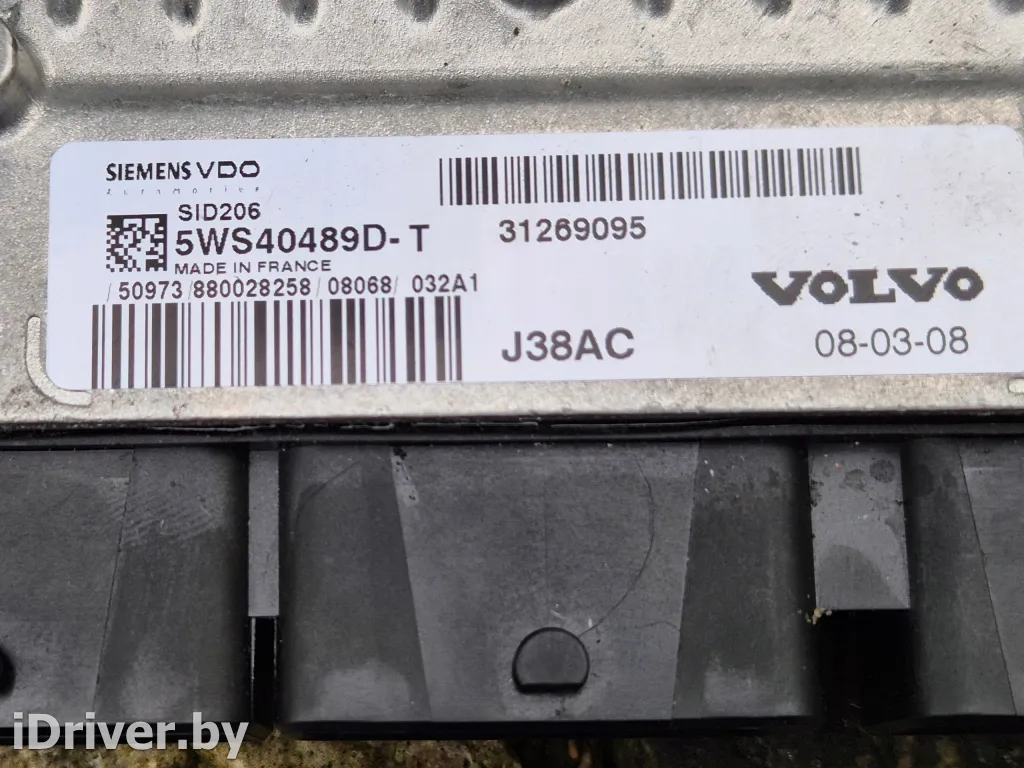 SIEMENS VDO
Automotive
SID206
5WS40489D-T
MADE IN FRANCE
/50973/880028258/08068/032A1
31269095
VOLVO
J38AC
08-03-08
iDriver.by